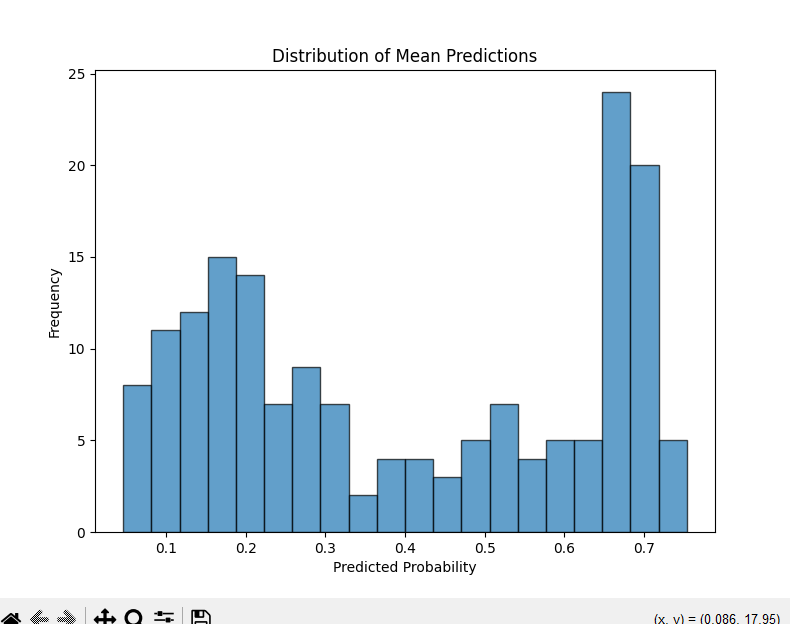 Distribution of Mean Predictions
25
20
15
10
5
0
Frequency
0.1 0.2 0.3 0.4 0.5 0.6 0.7
Predicted Probability
(x, y) = (0.086, 17.95)